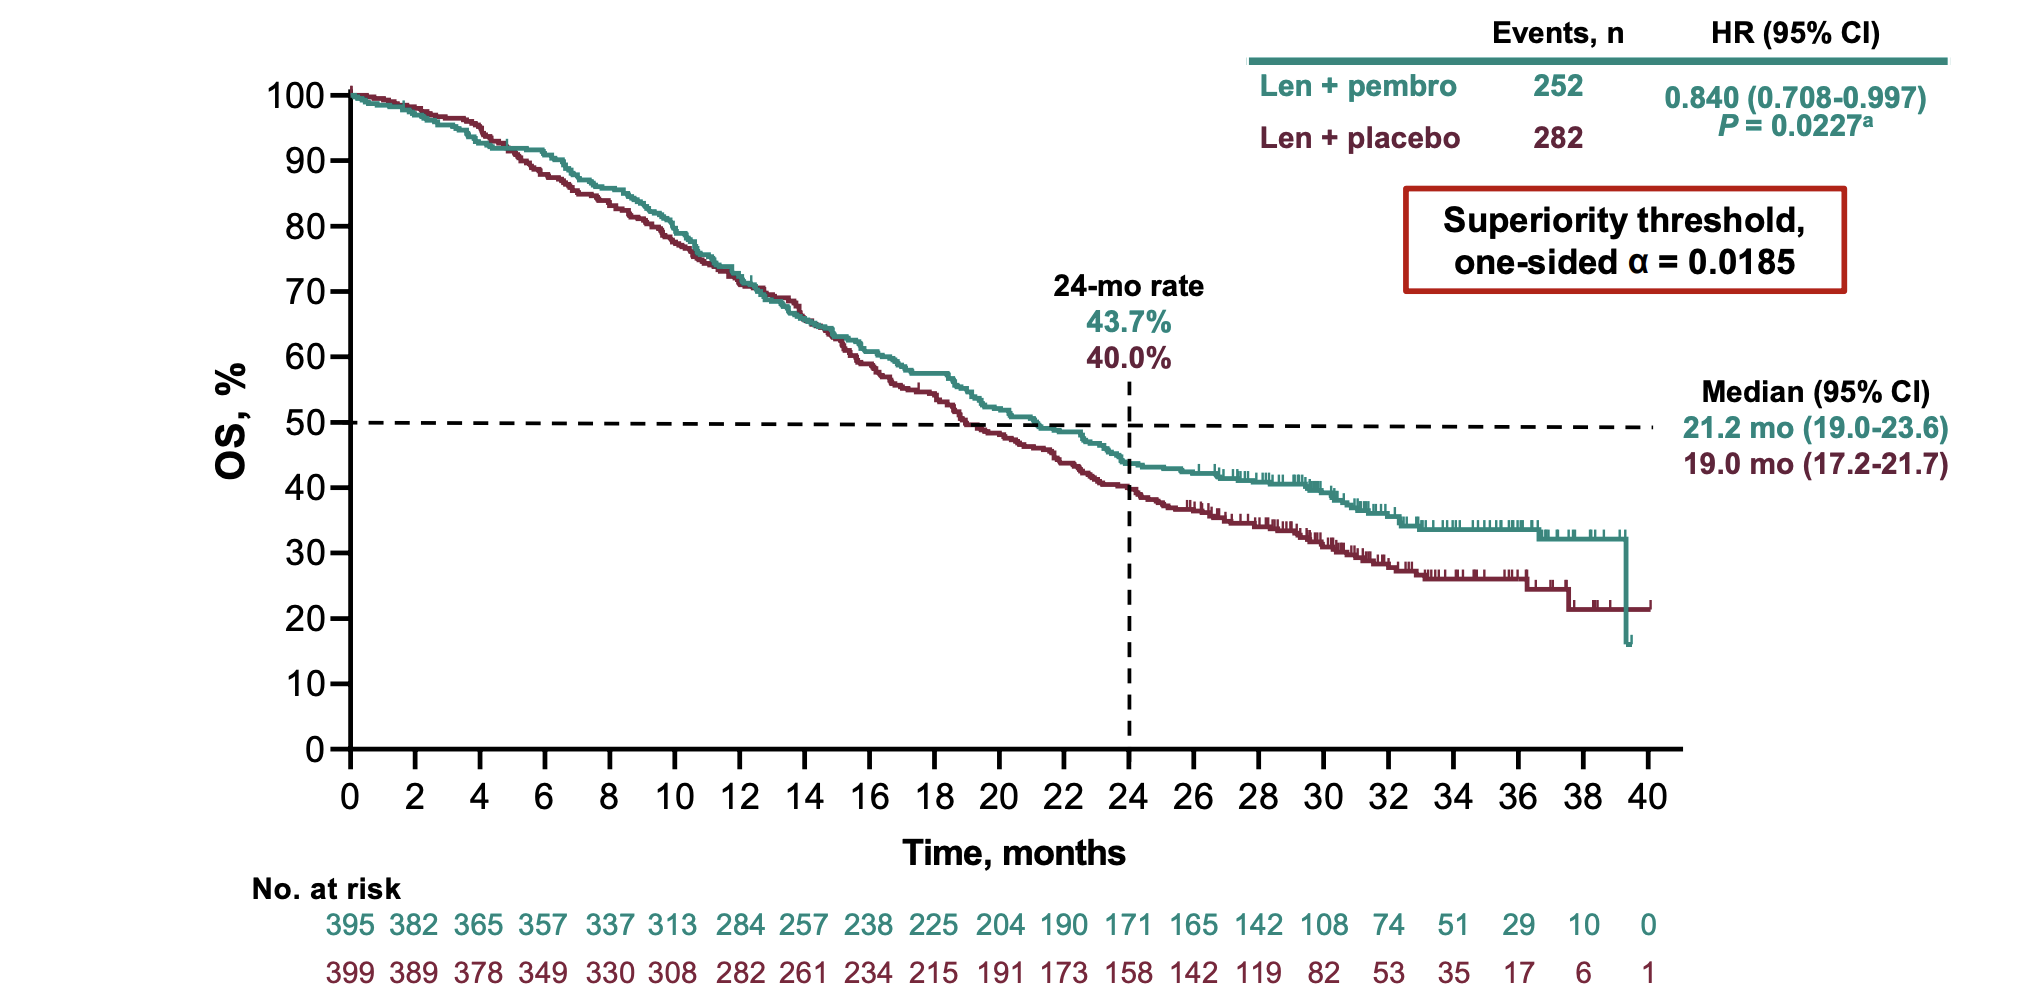 Events, n HR (95% CI)
Len + pembro 252 0.840 (0.708-0.997)
P = 0.0227ᵃ
Len + placebo 282
Superiority threshold,
one-sided α = 0.0185
24-mo rate
43.7%
40.0%
Median (95% CI)
21.2 mo (19.0-23.6)
19.0 mo (17.2-21.7)
OS, %
100
90
80
70
60
50
40
30
20
10
0
0 2 4 6 8 10 12 14 16 18 20 22 24 26 28 30 32 34 36 38 40
Time, months
No. at risk
395 382 365 357 337 313 284 257 238 225 204 190 171 165 142 108 74 51 29 10 0
399 389 378 349 330 308 282 261 234 215 191 173 158 142 119 82 53 35 17 6 1